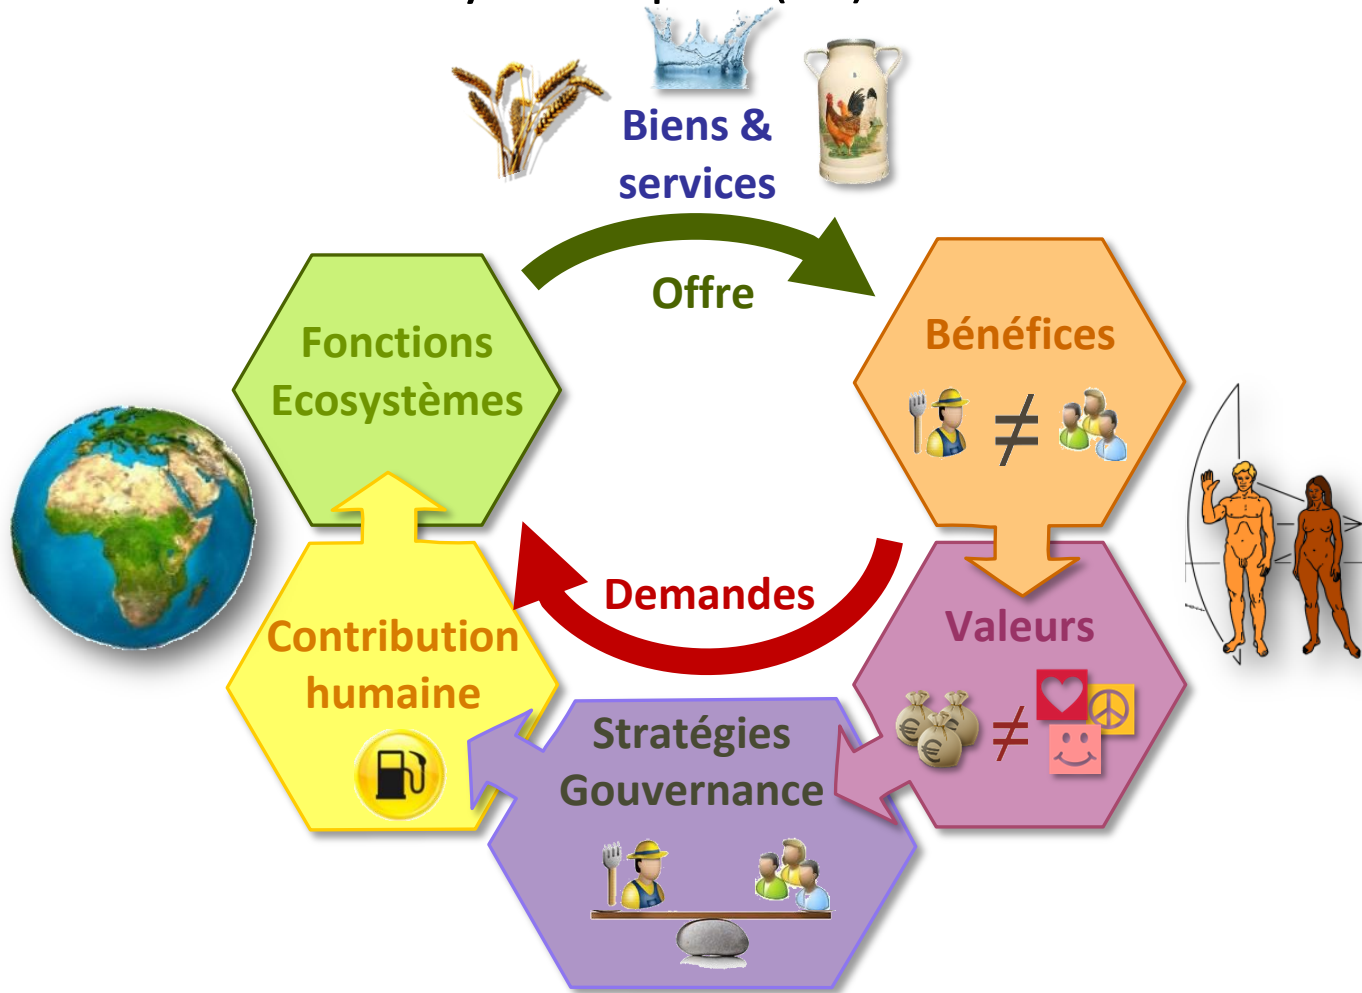 Biens &
services
Offre
Fonctions
Ecosystèmes
Bénéfices
≠
Demandes
Valeurs
€ € €
≠
Contribution
humaine
Stratégies
Gouvernance